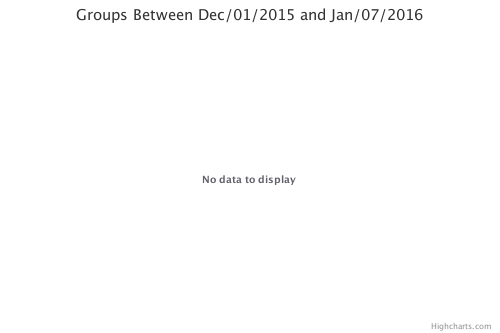 Groups Between Dec/01/2015 and Jan/07/2016
No data to display
Highcharts.com